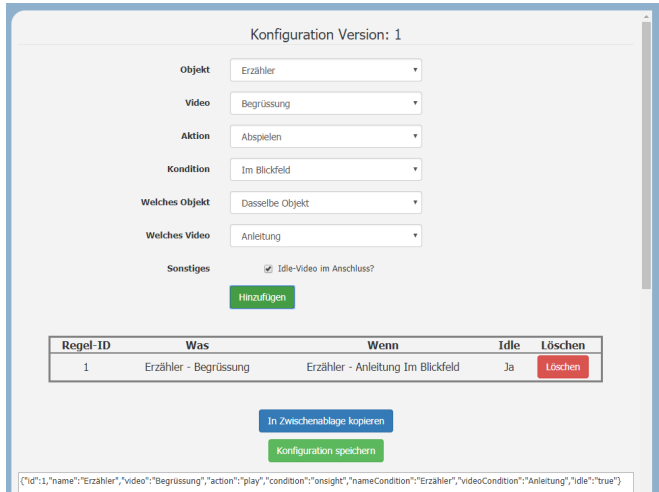 Konfiguration Version: 1
Objekt Erzähler
Video Begrüssung
Aktion Abspielen
Kondition Im Blickfeld
Welches Objekt Dasselbe Objekt
Welches Video Anleitung
Sonstiges Idle-Video im Anschluss?
Hinzufügen
Regel-ID Was Wenn Idle Löschen
1 Erzähler - Begrüssung Erzähler - Anleitung Im Blickfeld Ja Löschen
In Zwischenablage kopieren
Konfiguration speichern
{"id":1,"name":"Erzähler","video":"Begrüssung","action":"play","condition":"onsight","nameCondition":"Erzähler","videoCondition":"Anleitung","idle":"true"}